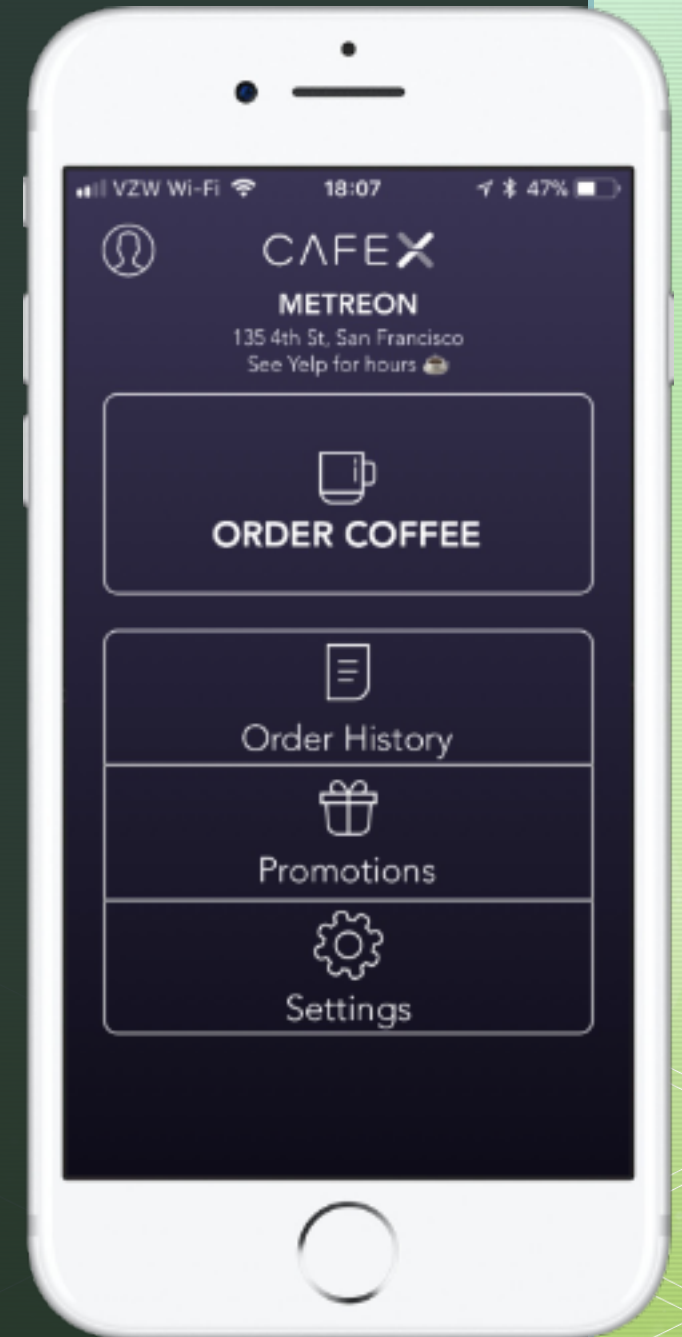 VZW Wi-Fi 18:07 47%
CAFEX
METREON
135 4th St, San Francisco
See Yelp for hours ☕
ORDER COFFEE
Order History
Promotions
Settings